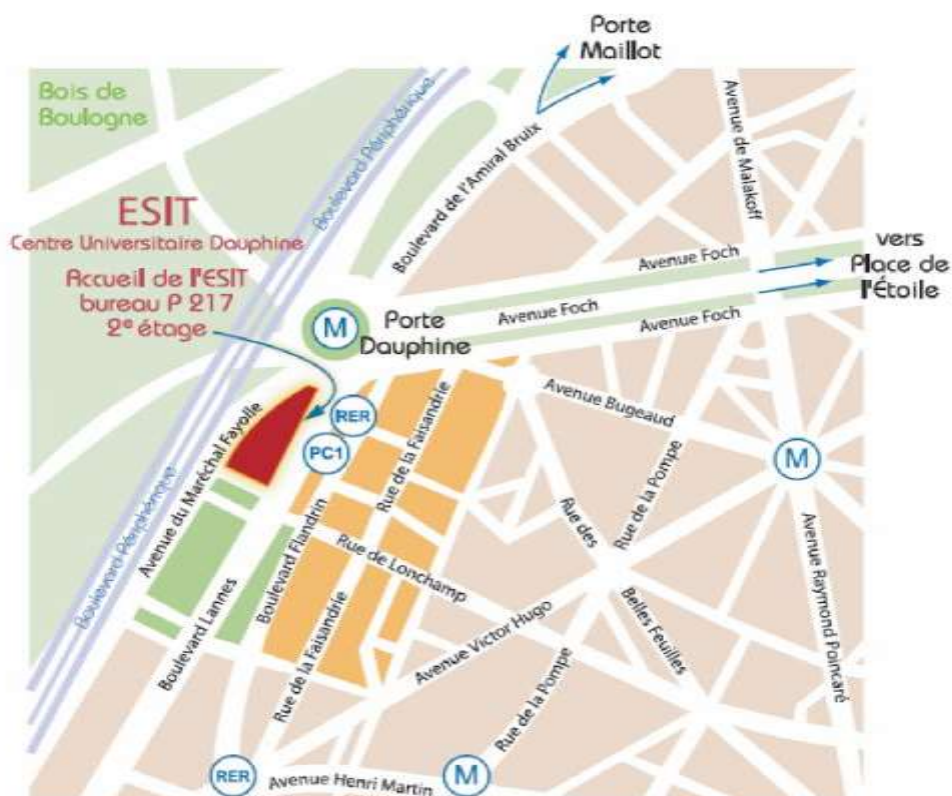 Porte
Maillot
Bois de
Boulogne
Boulevard Périphérique
Boulevard Périphérique
Boulevard de l'Amiral Bruix
Avenue de Malakoff
ESIT
Centre Universitaire Dauphine
Accueil de l'ESIT
bureau P 217
2e étage
vers
Place de
l'Étoile
Avenue Foch
Avenue Foch
Avenue Foch
M
Porte
Dauphine
Avenue Bugeaud
RER
PC1
M
Avenue du Maréchal Fayolle
Boulevard Périphérique
Rue de la Faisandrie
Rue de la Pompe
Rue des
Belles Feuilles
Boulevard Flandrin
Rue de Lonchamp
Avenue Raymond Poincaré
Boulevard Lannes
Avenue Victor Hugo
Rue de la Faisandrie
Rue de la Pompe
RER
Avenue Henri Martin
M